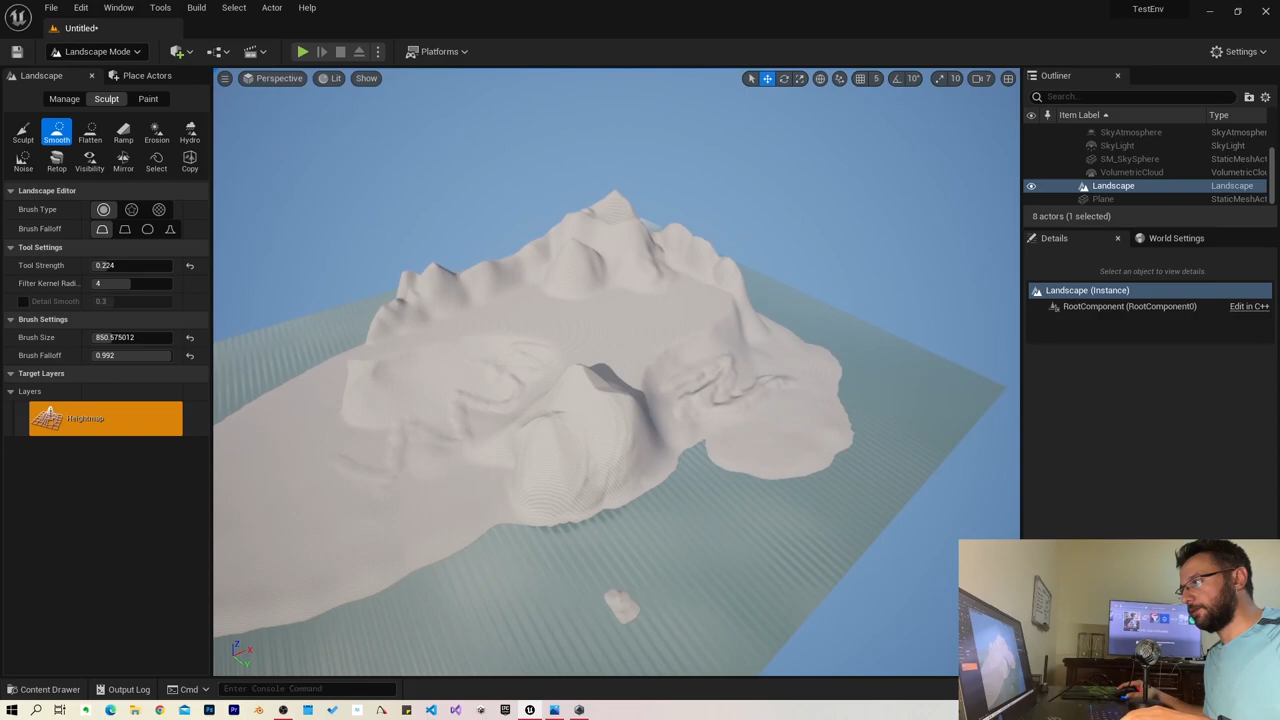 File Edit Window Tools Build Select Actor Help
TestEnv
Untitled*
Landscape Mode
Platforms
Settings
Landscape
Place Actors
Perspective
Lit
Show
5
10°
10
7
Outliner
Manage
Sculpt
Paint
Search...
Item Label
Type
Sculpt Smooth Flatten Ramp Erosion Hydro
Noise Retop Visibility Mirror Select Copy
SkyAtmosphere SkyAtmospher
SkyLight SkyLight
SM_SkySphere StaticMeshAct
VolumetricCloud VolumetricClou
Landscape Landscape
Plane StaticMeshAct
8 actors (1 selected)
Landscape Editor
Brush Type
Brush Falloff
Tool Settings
Tool Strength 0.224
Filter Kernel Radi... 4
Detail Smooth 0.3
Brush Settings
Brush Size 850.575012
Brush Falloff 0.992
Target Layers
Layers
Heightmap
Details
World Settings
Select an object to view details.
Landscape (Instance)
RootComponent (RootComponent0) Edit in C++
Z
X
Y
Content Drawer
Output Log
Cmd
Enter Console Command